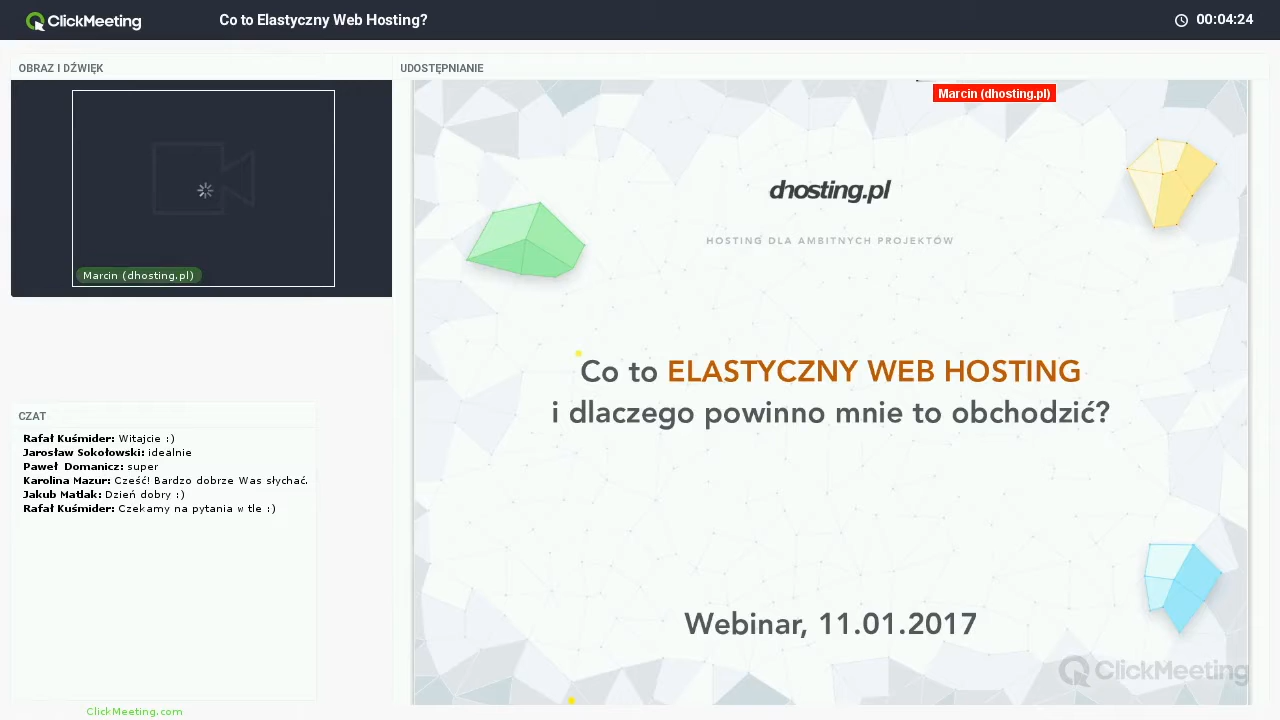 ClickMeeting
Co to Elastyczny Web Hosting?
00:04:24
OBRAZ I DŹWIĘK
Marcin (dhosting.pl)
CZAT
Rafał Kuśmider: Witajcie :)
Jarosław Sokołowski: idealnie
Paweł Domanicz: super
Karolina Mazur: Cześć! Bardzo dobrze Was słychać.
Jakub Matlak: Dzień dobry :)
Rafał Kuśmider: Czekamy na pytania w tle :)
ClickMeeting.com
UDOSTĘPNIANIE
Marcin (dhosting.pl)
dhosting.pl
HOSTING DLA AMBITNYCH PROJEKTÓW
Co to ELASTYCZNY WEB HOSTING
i dlaczego powinno mnie to obchodzić?
Webinar, 11.01.2017
ClickMeeting